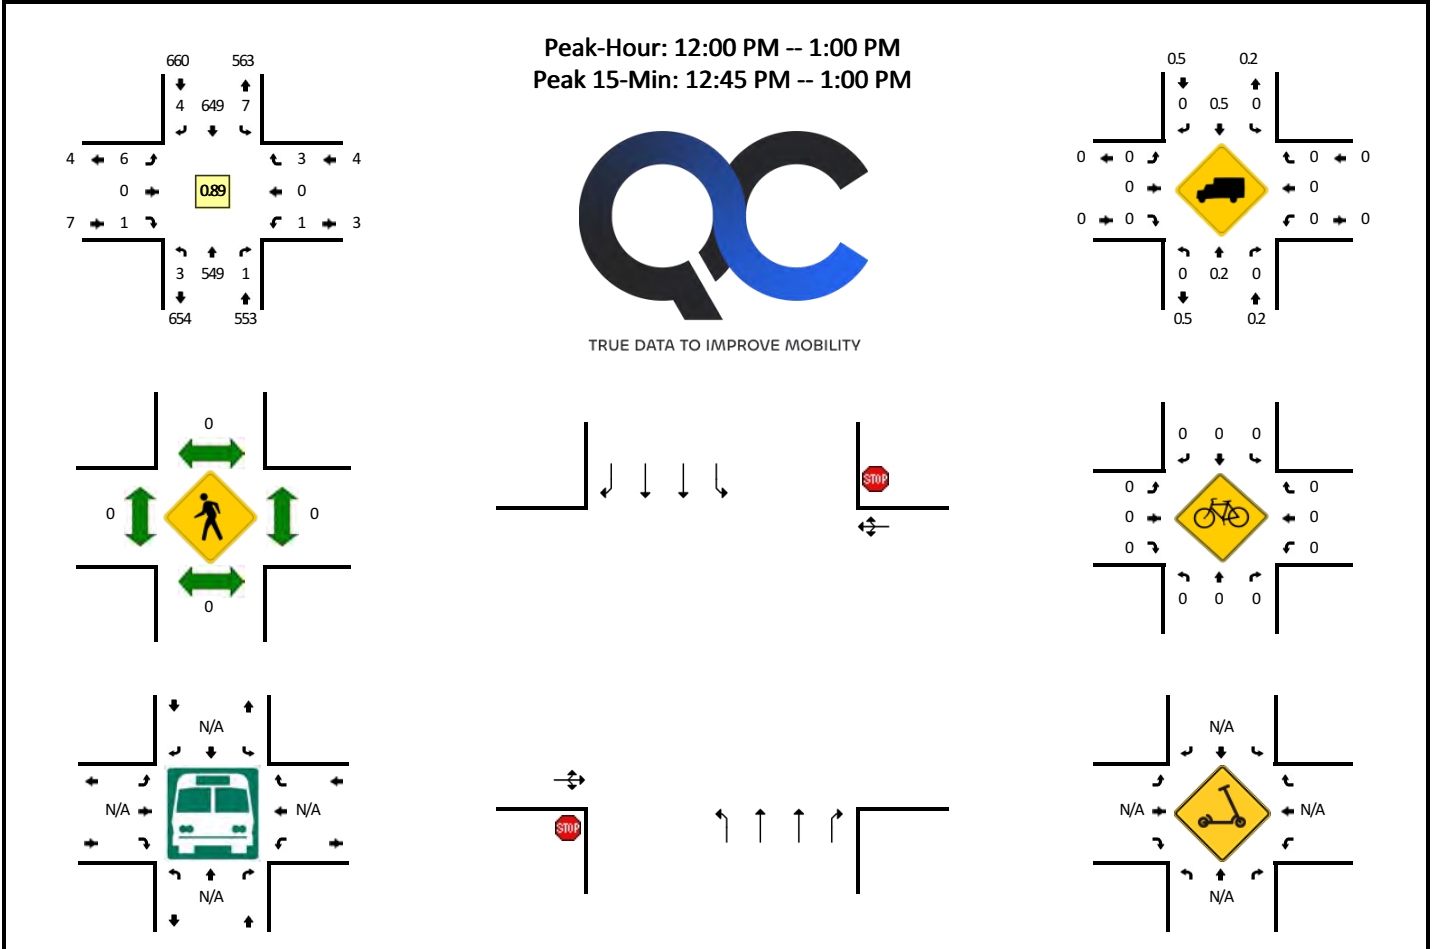 Peak-Hour: 12:00 PM -- 1:00 PM
Peak 15-Min: 12:45 PM -- 1:00 PM
660 563
4 649 7
4 6 3 4
0 0.89 0
7 1 1 3
3 549 1
654 553
TRUE DATA TO IMPROVE MOBILITY
0.5 0.2
0 0.5 0
0 0 0 0
0 0
0 0 0 0
0 0.2 0
0.5 0.2
0
0 0
0
STOP
STOP
0 0 0
0 0
0 0
0 0
0 0 0
N/A
N/A N/A
N/A
N/A
N/A N/A
N/A